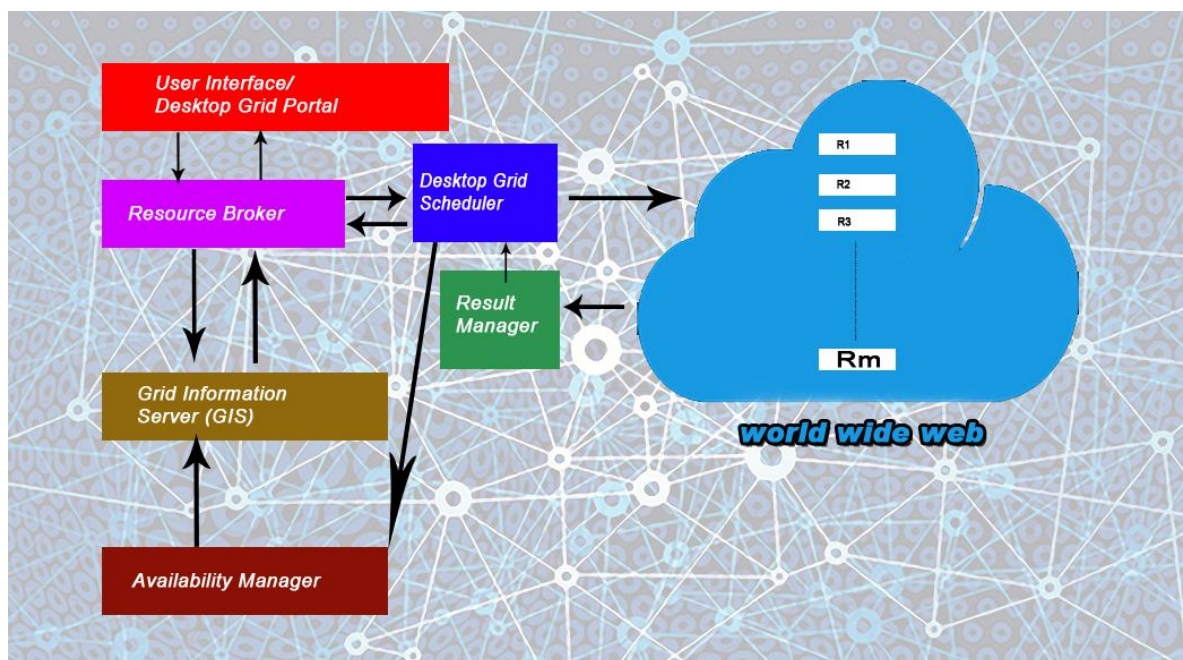 User Interface/
Desktop Grid Portal
Resource Broker
Desktop Grid
Scheduler
Result
Manager
Grid Information
Server (GIS)
Availability Manager
R1
R2
R3
Rm
world wide web